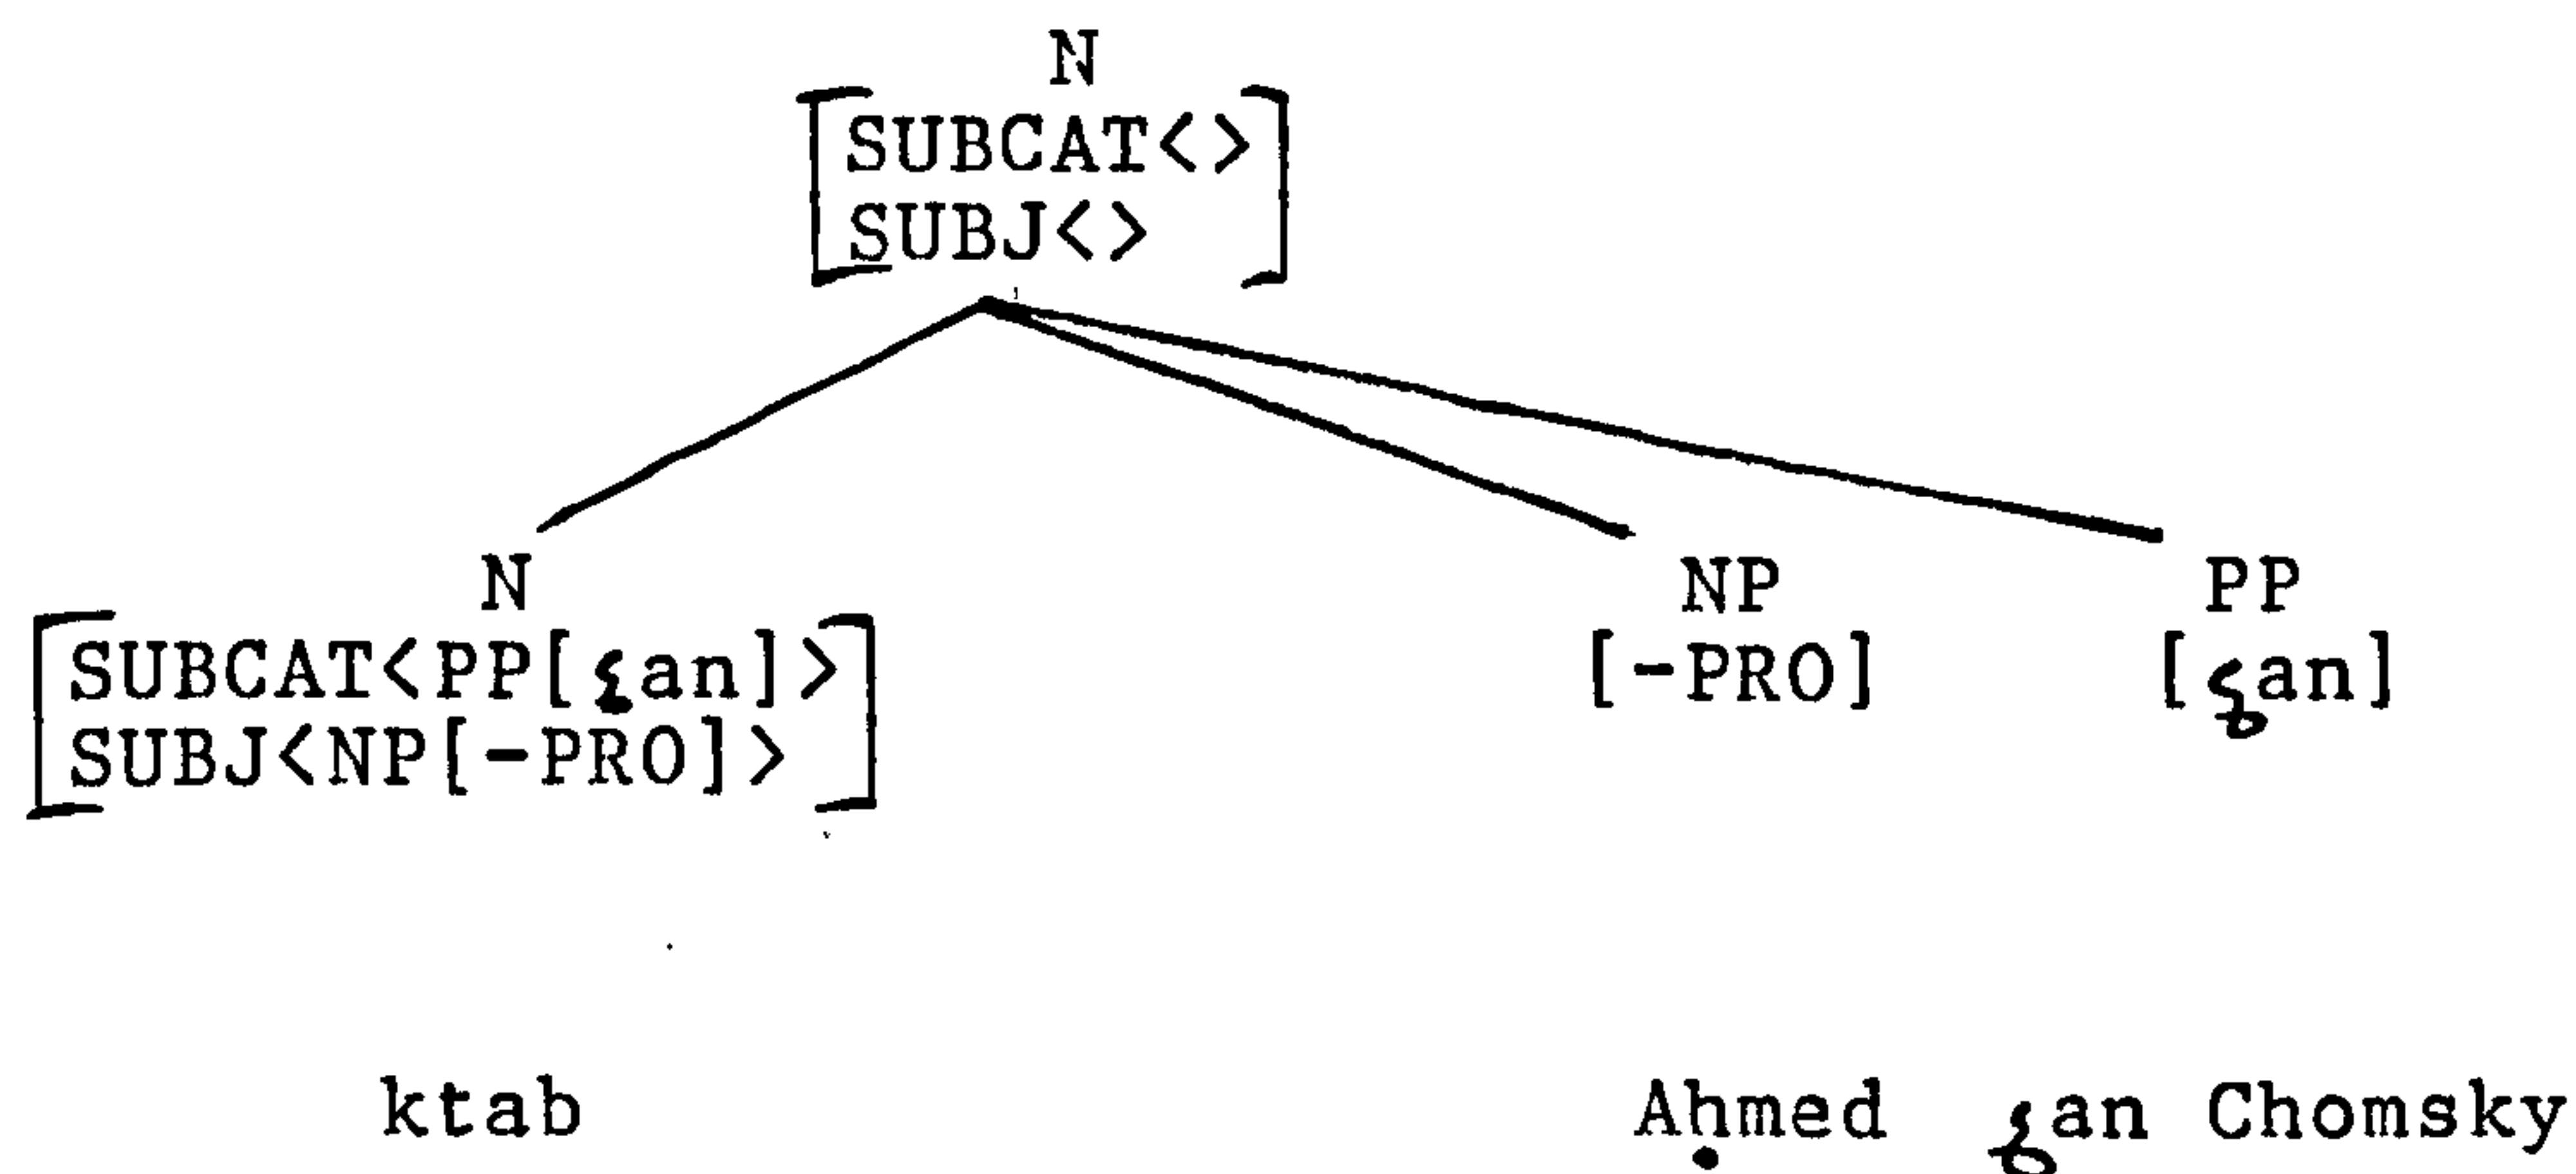 N
SUBCAT<>
SUBJ<>
N NP PP
SUBCAT<PP[ʕan]> [-PRO] [ʕan]
SUBJ<NP[-PRO]>
ktab Aḥmed ʕan Chomsky